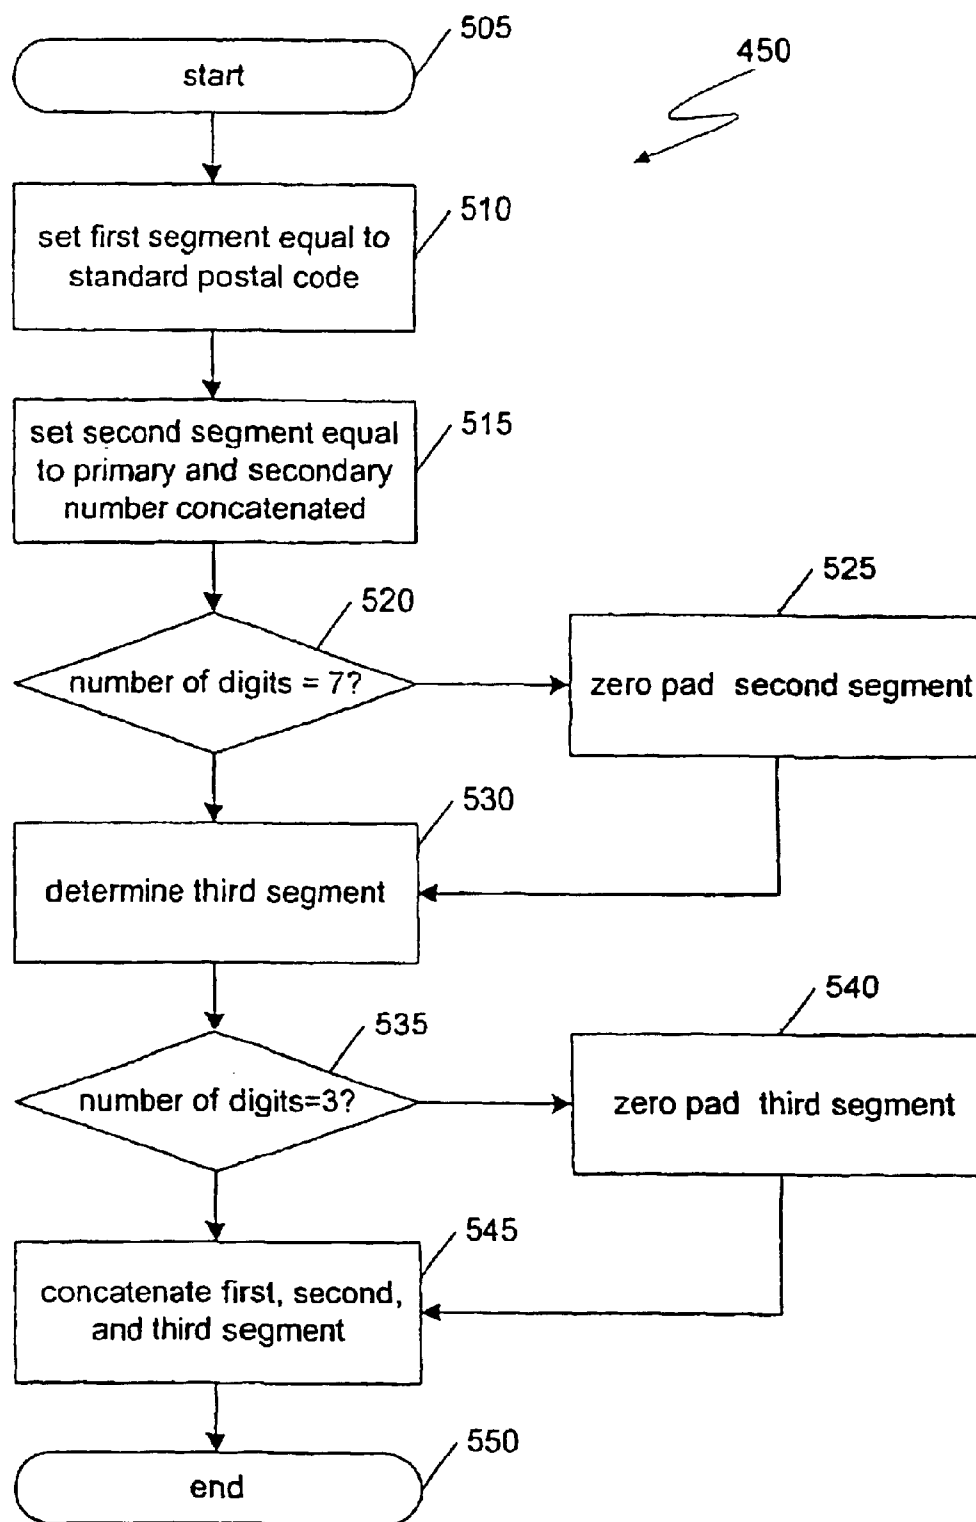 505
start
450
510
set first segment equal to
standard postal code
515
set second segment equal
to primary and secondary
number concatenated
520
number of digits = 7?
525
zero pad second segment
530
determine third segment
535
number of digits=3?
540
zero pad third segment
545
concatenate first, second,
and third segment
550
end